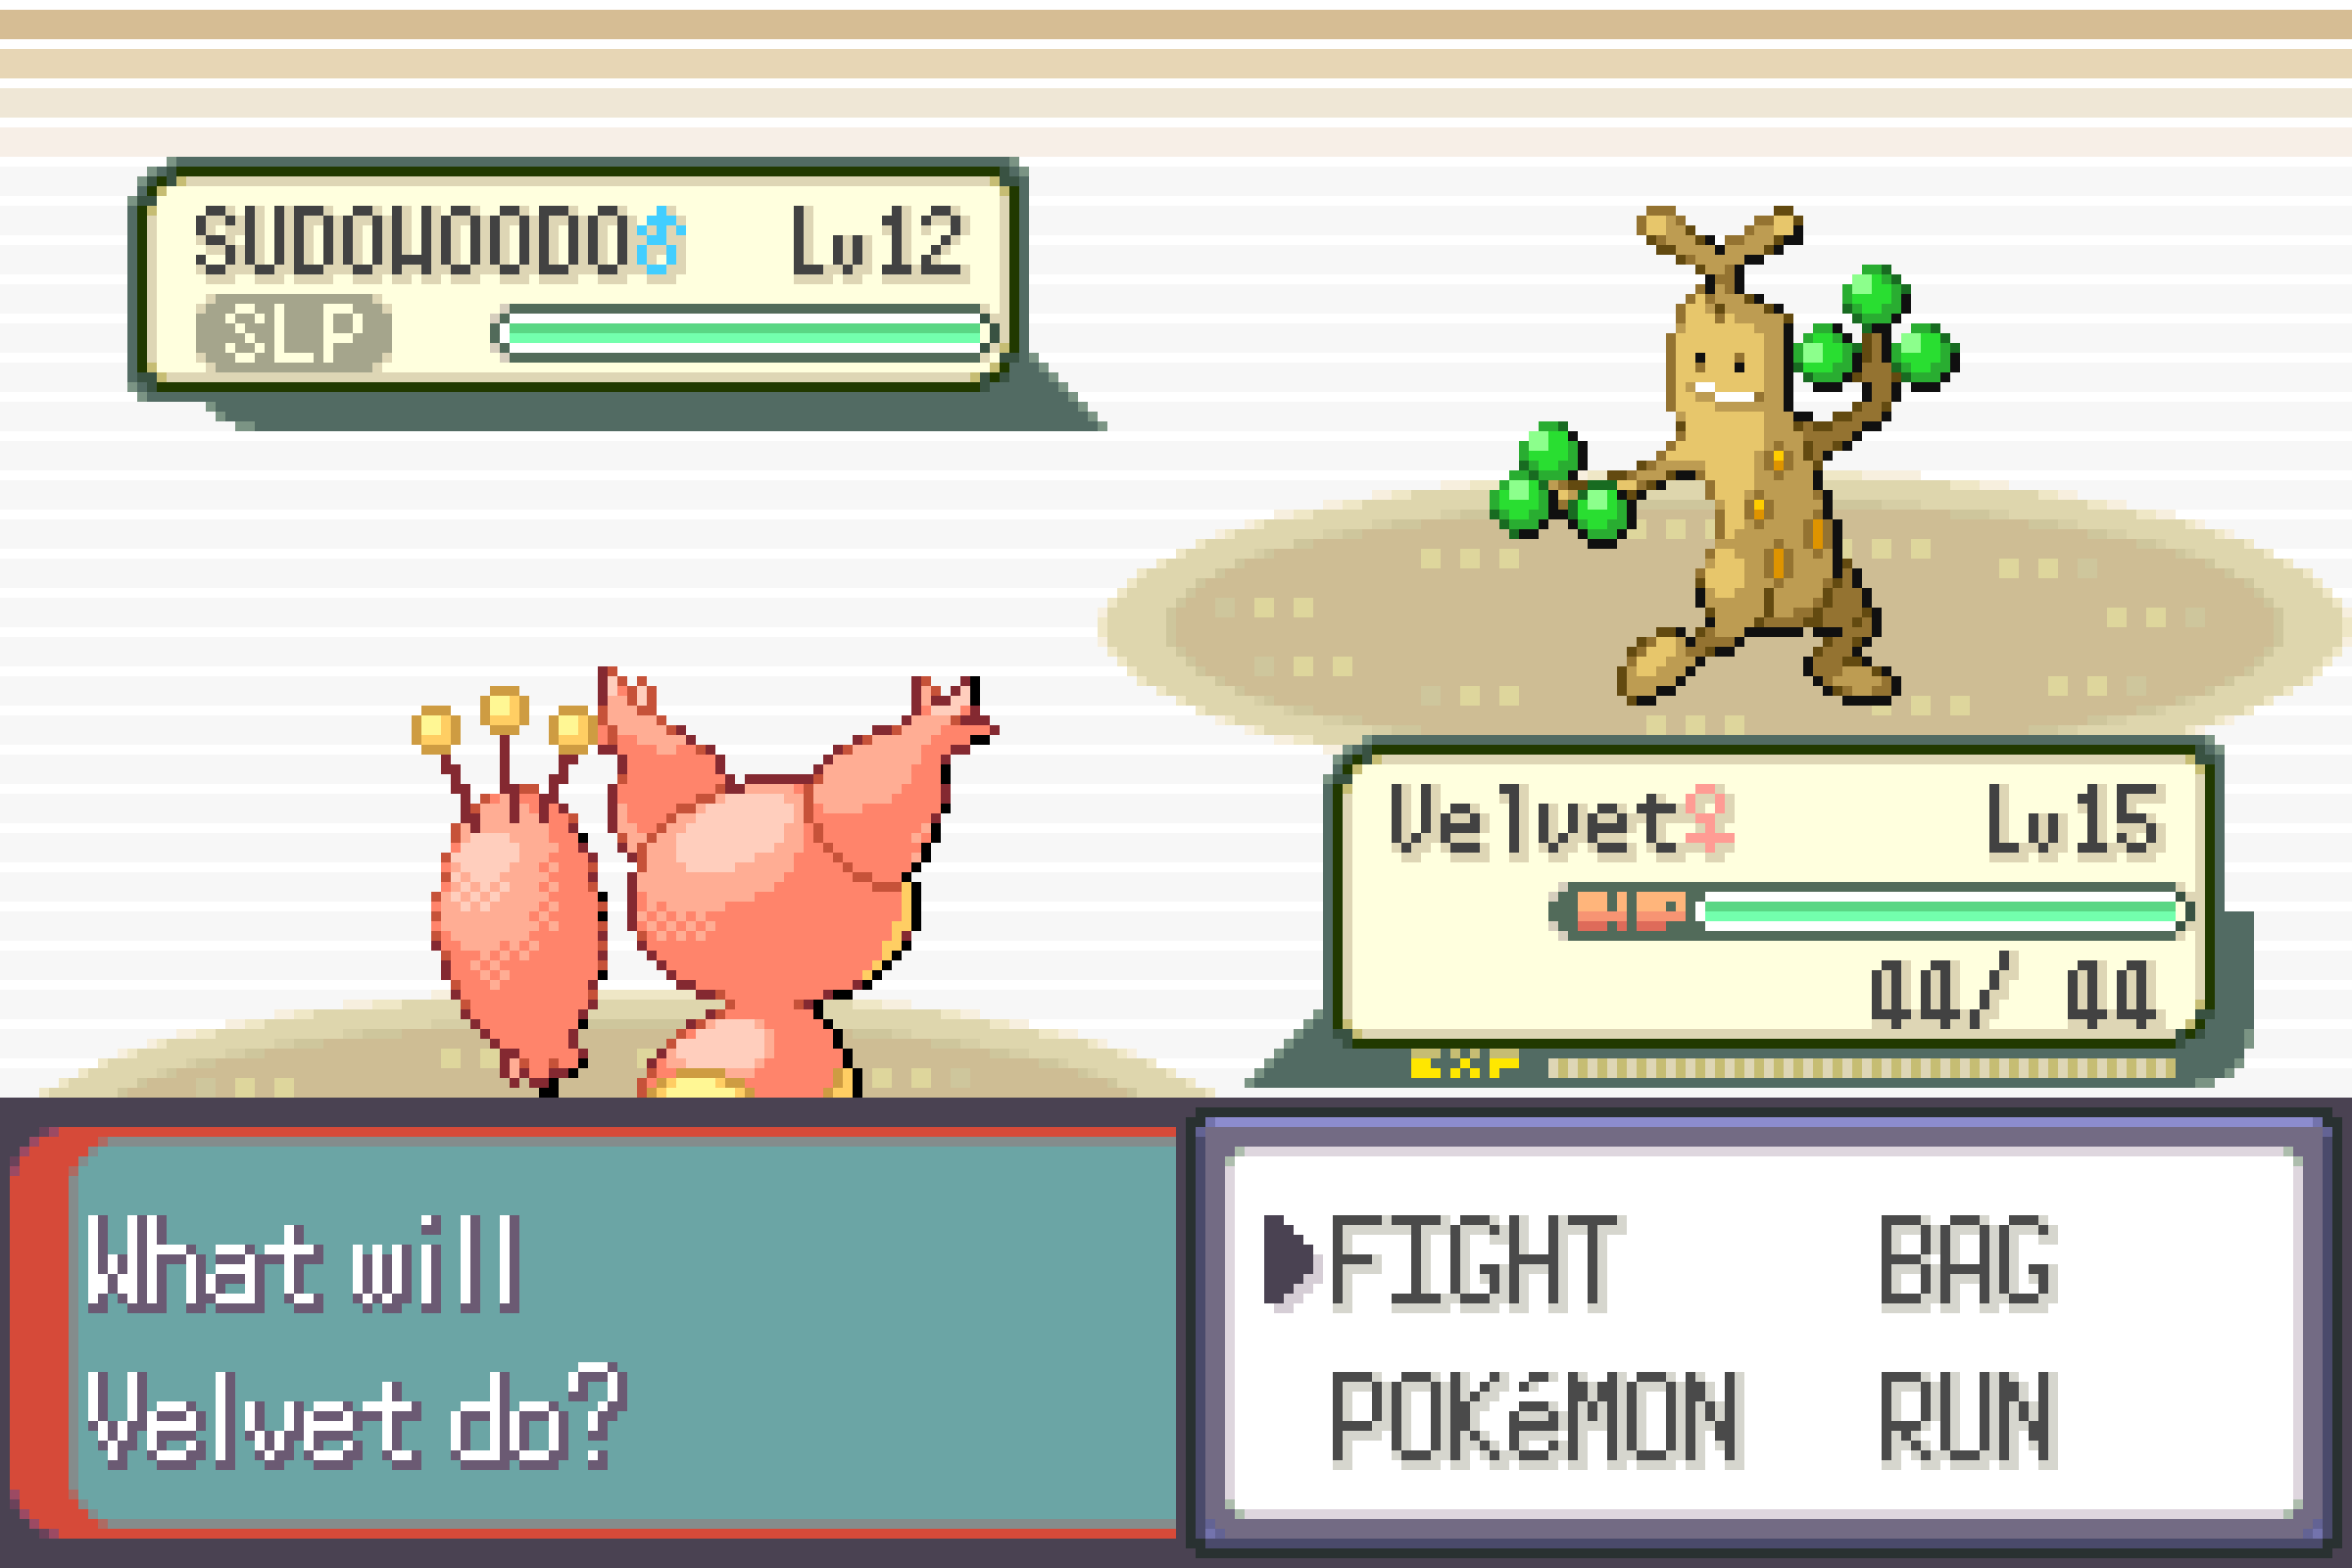 SUDOWOODO♂ Lv12
SLP
Velvet♀ Lv15
HP
44/ 44
EXP
What will
Velvet do?
FIGHT BAG
POKéMON RUN